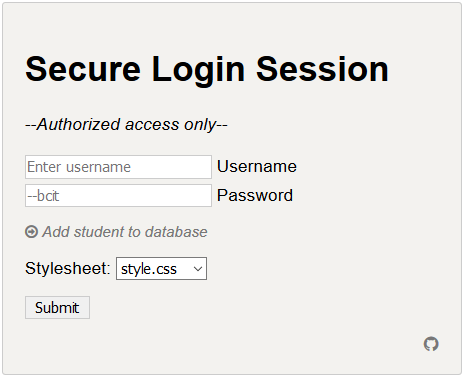 Secure Login Session
--Authorized access only--
Enter username Username
--bcit Password
Add student to database
Stylesheet: style.css
Submit